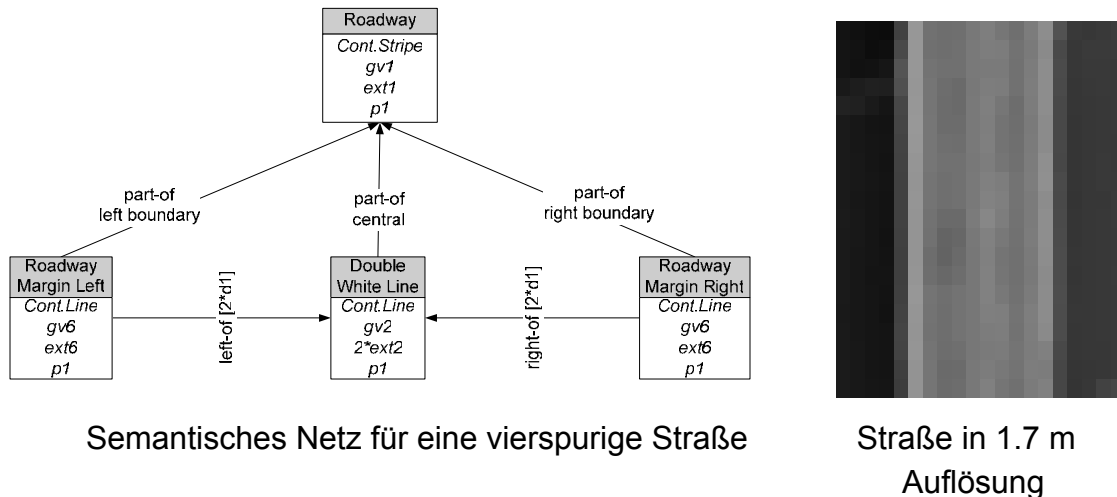 Roadway
Cont.Stripe
gv1
ext1
p1
part-of
left boundary
part-of
central
part-of
right boundary
Roadway
Margin Left
Cont.Line
gv6
ext6
p1
left-of [2*d1]
Double
White Line
Cont.Line
gv2
2*ext2
p1
right-of [2*d1]
Roadway
Margin Right
Cont.Line
gv6
ext6
p1
Semantisches Netz für eine vierspurige Straße
Straße in 1.7 m
Auflösung